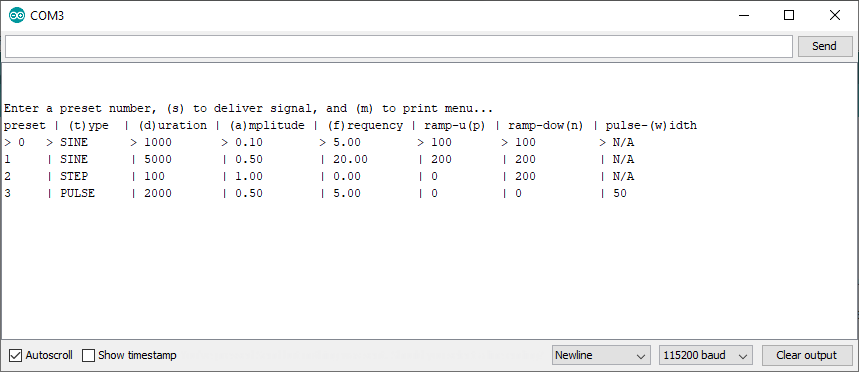 COM3
Send
Enter a preset number, (s) to deliver signal, and (m) to print menu...
preset | (t)ype | (d)uration | (a)mplitude | (f)requency | ramp-u(p) | ramp-dow(n) | pulse-(w)idth
> 0 > SINE > 1000 > 0.10 > 5.00 > 100 > 100 > N/A
1 | SINE | 5000 | 0.50 | 20.00 | 200 | 200 | N/A
2 | STEP | 100 | 1.00 | 0.00 | 0 | 200 | N/A
3 | PULSE | 2000 | 0.50 | 5.00 | 0 | 0 | 50
Autoscroll Show timestamp Newline 115200 baud Clear output